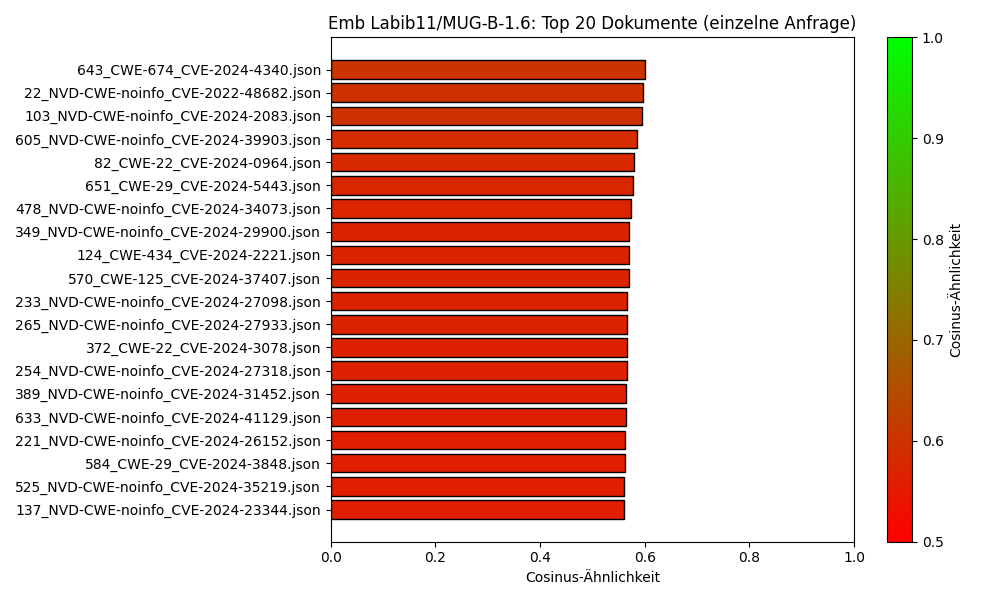 Emb Labib11/MUG-B-1.6: Top 20 Dokumente (einzelne Anfrage)
643_CWE-674_CVE-2024-4340.json
22_NVD-CWE-noinfo_CVE-2022-48682.json
103_NVD-CWE-noinfo_CVE-2024-2083.json
605_NVD-CWE-noinfo_CVE-2024-39903.json
82_CWE-22_CVE-2024-0964.json
651_CWE-29_CVE-2024-5443.json
478_NVD-CWE-noinfo_CVE-2024-34073.json
349_NVD-CWE-noinfo_CVE-2024-29900.json
124_CWE-434_CVE-2024-2221.json
570_CWE-125_CVE-2024-37407.json
233_NVD-CWE-noinfo_CVE-2024-27098.json
265_NVD-CWE-noinfo_CVE-2024-27933.json
372_CWE-22_CVE-2024-3078.json
254_NVD-CWE-noinfo_CVE-2024-27318.json
389_NVD-CWE-noinfo_CVE-2024-31452.json
633_NVD-CWE-noinfo_CVE-2024-41129.json
221_NVD-CWE-noinfo_CVE-2024-26152.json
584_CWE-29_CVE-2024-3848.json
525_NVD-CWE-noinfo_CVE-2024-35219.json
137_NVD-CWE-noinfo_CVE-2024-23344.json
0.0 0.2 0.4 0.6 0.8 1.0
Cosinus-Ähnlichkeit
1.0
0.9
0.8
0.7
0.6
0.5
Cosinus-Ähnlichkeit